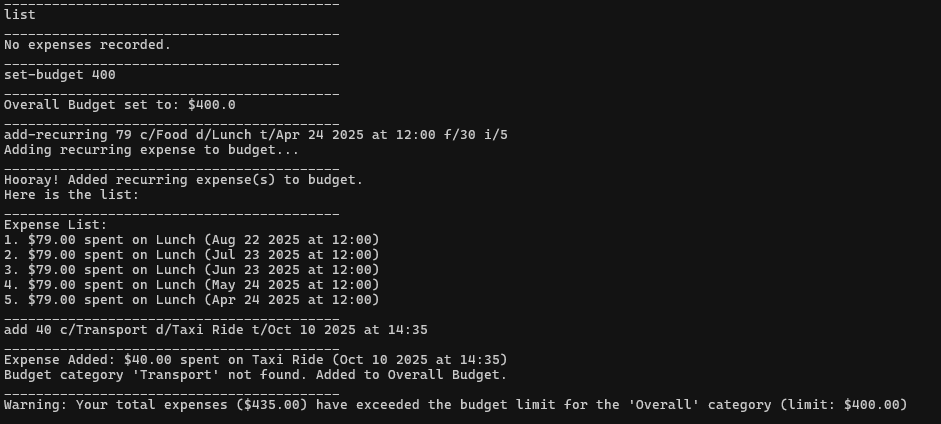 ________________________________________
list
________________________________________
No expenses recorded.
________________________________________
set-budget 400
________________________________________
Overall Budget set to: $400.0
________________________________________
add-recurring 79 c/Food d/Lunch t/Apr 24 2025 at 12:00 f/30 i/5
Adding recurring expense to budget...
________________________________________
Hooray! Added recurring expense(s) to budget.
Here is the list:
________________________________________
Expense List:
1. $79.00 spent on Lunch (Aug 22 2025 at 12:00)
2. $79.00 spent on Lunch (Jul 23 2025 at 12:00)
3. $79.00 spent on Lunch (Jun 23 2025 at 12:00)
4. $79.00 spent on Lunch (May 24 2025 at 12:00)
5. $79.00 spent on Lunch (Apr 24 2025 at 12:00)
________________________________________
add 40 c/Transport d/Taxi Ride t/Oct 10 2025 at 14:35
________________________________________
Expense Added: $40.00 spent on Taxi Ride (Oct 10 2025 at 14:35)
Budget category 'Transport' not found. Added to Overall Budget.
________________________________________
Warning: Your total expenses ($435.00) have exceeded the budget limit for the 'Overall' category (limit: $400.00)